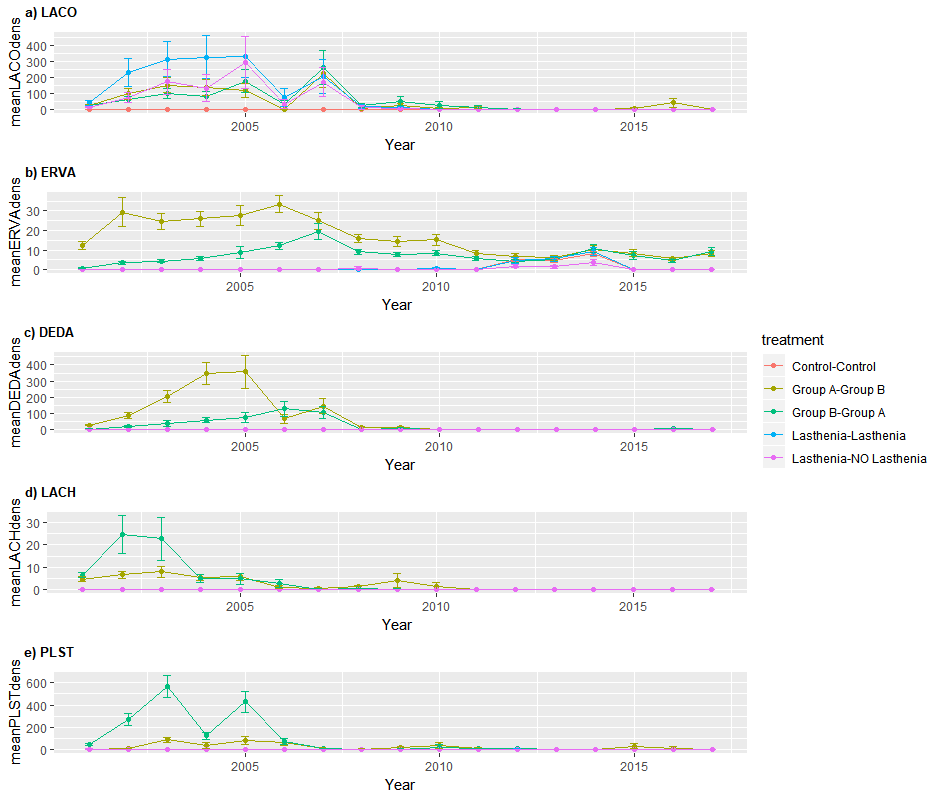 a) LACO
meanLACOdens
400
300
200
100
0
2005 2010 2015
Year
b) ERVA
meanERVAdens
30
20
10
0
2005 2010 2015
Year
c) DEDA
meanDEDAdens
400
300
200
100
0
2005 2010 2015
Year
d) LACH
meanLACHdens
30
20
10
0
2005 2010 2015
Year
e) PLST
meanPLSTdens
600
400
200
0
2005 2010 2015
Year
treatment
Control-Control
Group A-Group B
Group B-Group A
Lasthenia-Lasthenia
Lasthenia-NO Lasthenia